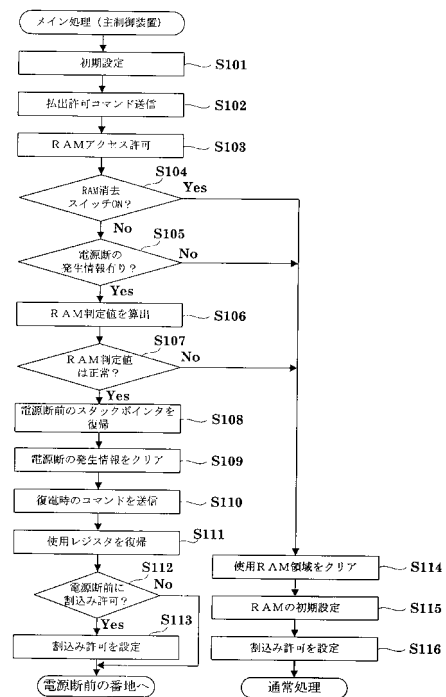 メイン処理（主制御装置）
初期設定
S101
払出許可コマンド送信
S102
ＲＡＭアクセス許可
S103
S104
RAM消去
スイッチON？
Yes
No
S105
電源断の
発生情報有り？
No
Yes
ＲＡＭ判定値を算出
S106
S107
ＲＡＭ判定値
は正常？
No
Yes
電源断前のスタックポインタを
復帰
S108
電源断の発生情報をクリア
S109
復電時のコマンドを送信
S110
使用レジスタを復帰
S111
S112
電源断前に
割込み許可？
No
Yes
S113
割込み許可を設定
電源断前の番地へ
使用ＲＡＭ領域をクリア
S114
ＲＡＭの初期設定
S115
割込み許可を設定
S116
通常処理